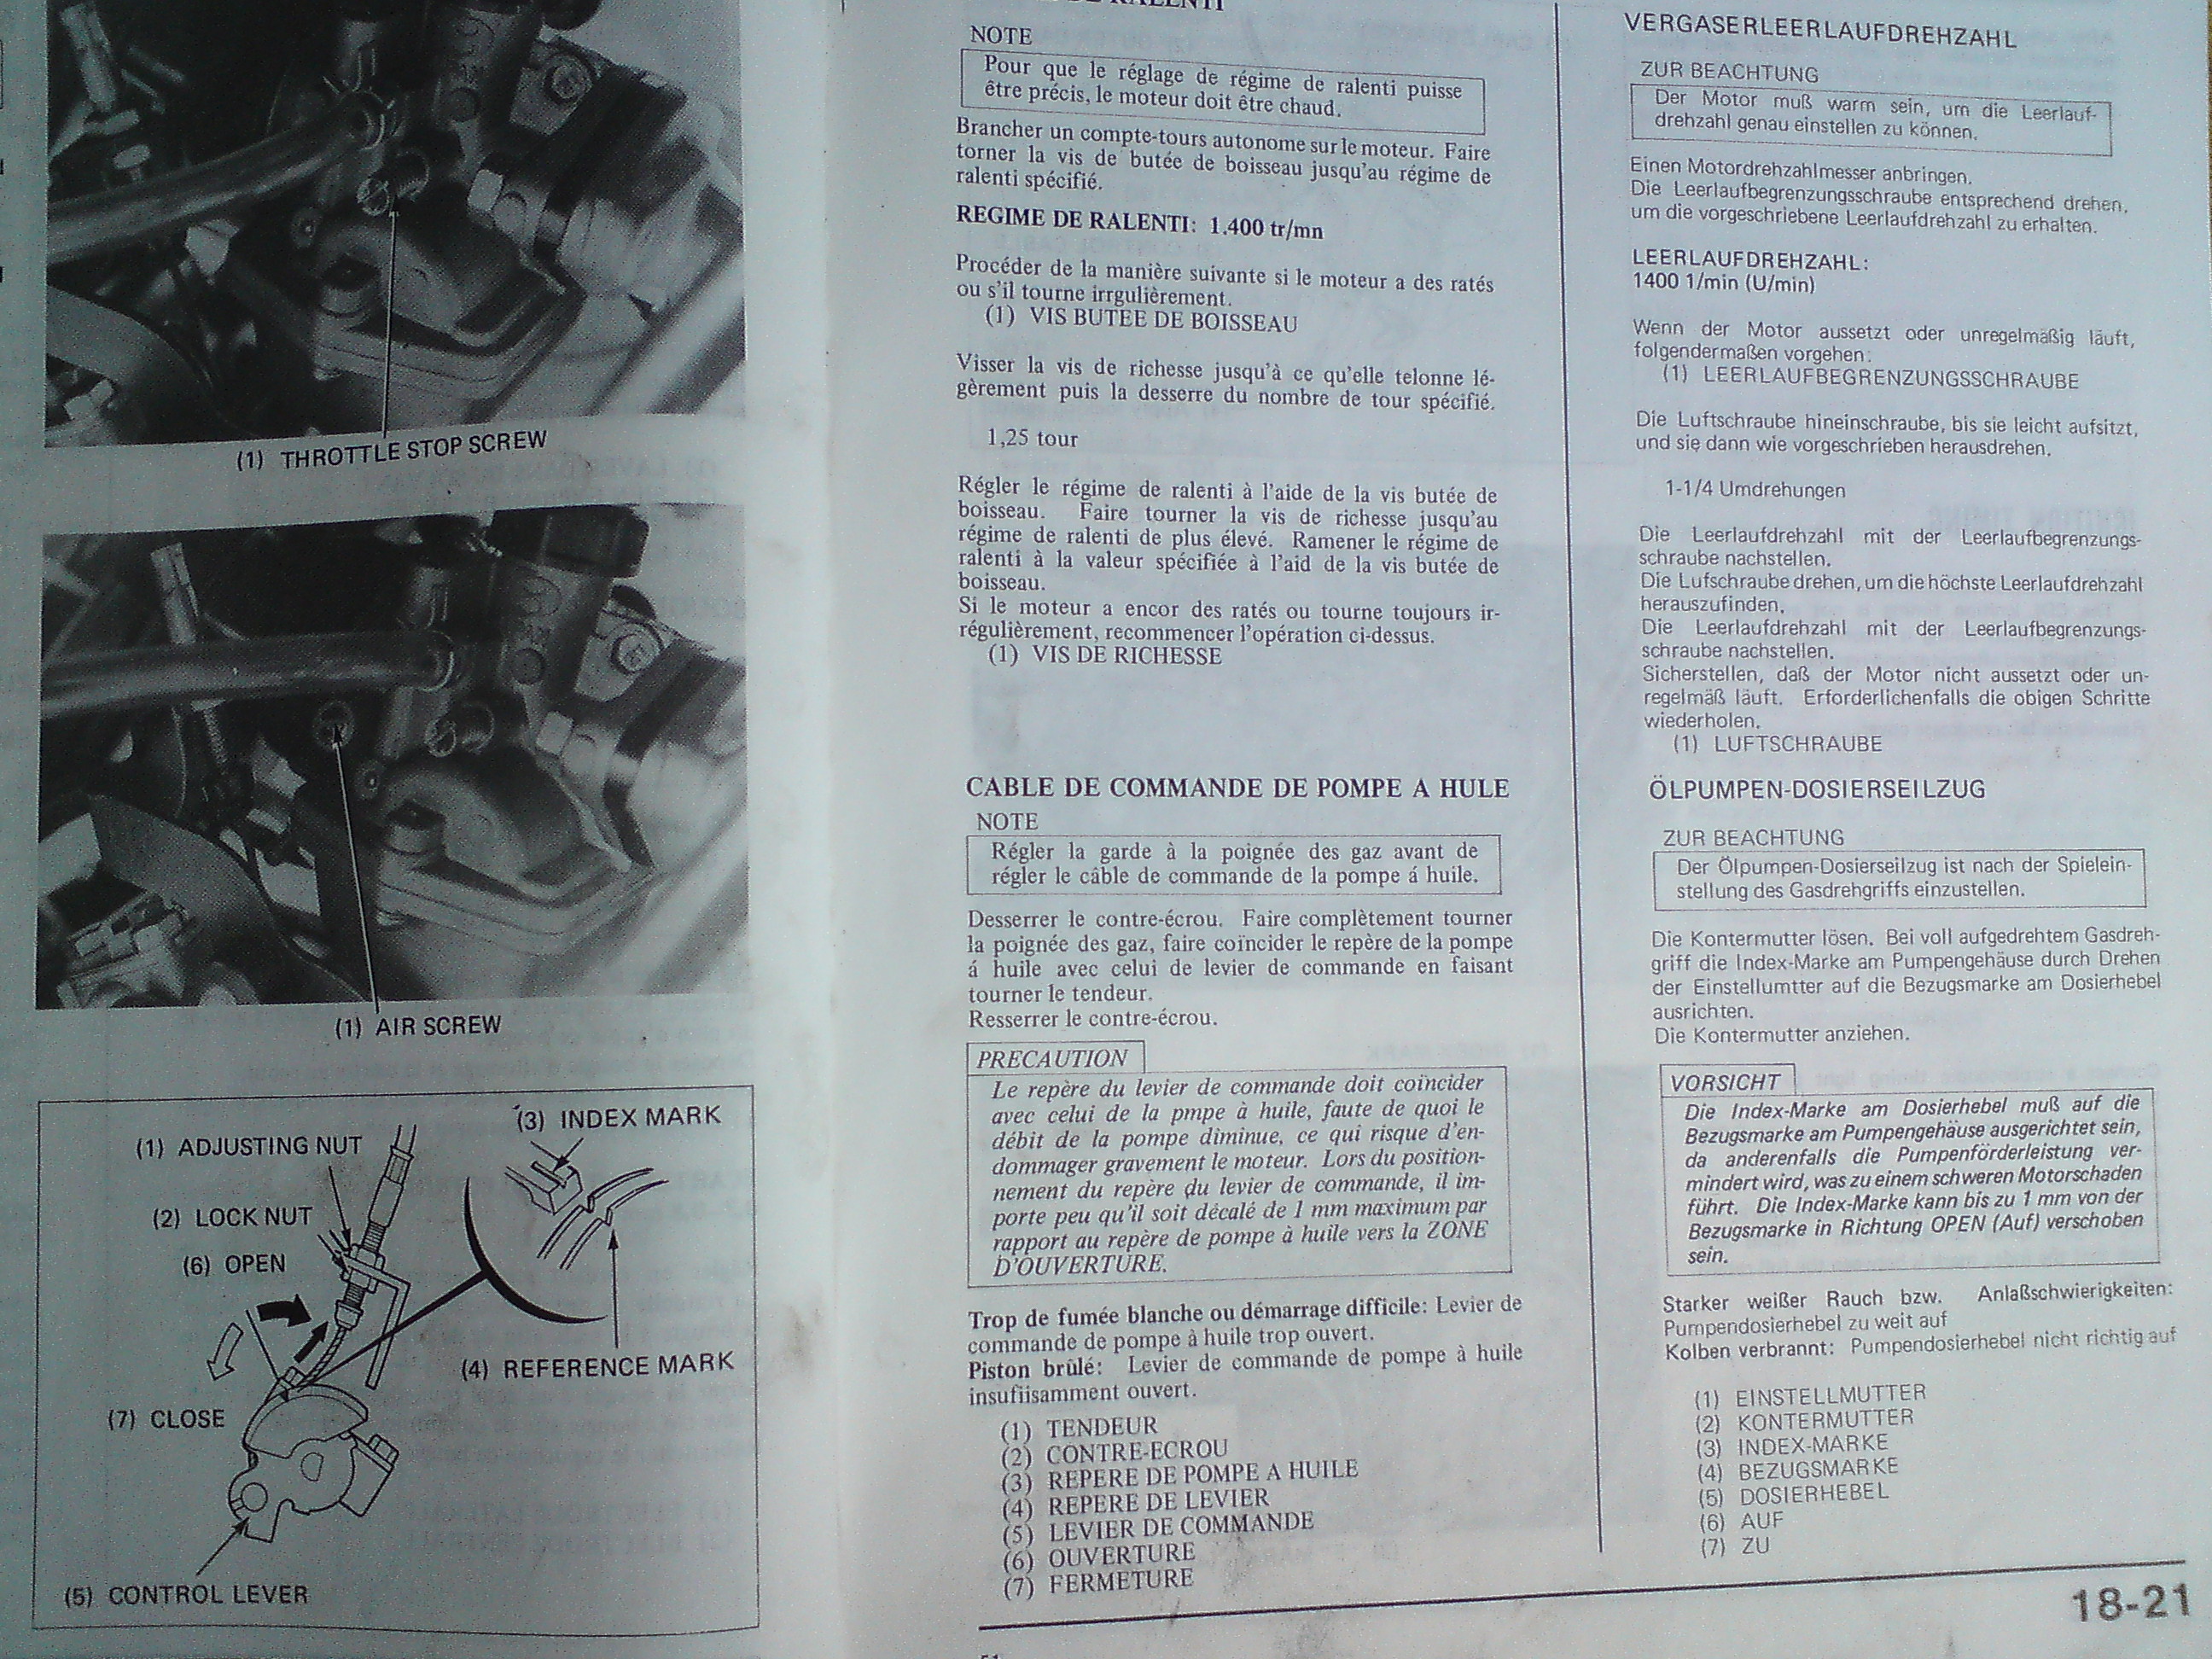 (1) THROTTLE STOP SCREW
(1) AIR SCREW
(3) INDEX MARK
(1) ADJUSTING NUT
(2) LOCK NUT
(6) OPEN
(4) REFERENCE MARK
(7) CLOSE
(5) CONTROL LEVER
DE RALENTI
NOTE
Pour que le réglage de régime de ralenti puisse
être précis, le moteur doit être chaud.
Brancher un compte-tours autonome sur le moteur. Faire
torner la vis de butée de boisseau jusqu'au régime de
ralenti spécifié.
REGIME DE RALENTI: 1.400 tr/mn
Procéder de la manière suivante si le moteur a des ratés
ou s'il tourne irrgulièrement.
(1) VIS BUTEE DE BOISSEAU
Visser la vis de richesse jusqu'à ce qu'elle telonne lé-
gèrement puis la desserre du nombre de tour spécifié.
1,25 tour
Régler le régime de ralenti à l'aide de la vis butée de
boisseau. Faire tourner la vis de richesse jusqu'au
régime de ralenti de plus élevé. Ramener le régime de
ralenti à la valeur spécifiée à l'aid de la vis butée de
boisseau.
Si le moteur a encor des ratés ou tourne toujours ir-
régulièrement, recommencer l'opération ci-dessus.
(1) VIS DE RICHESSE
CABLE DE COMMANDE DE POMPE A HULE
NOTE
Régler la garde à la poignée des gaz avant de
régler le câble de commande de la pompe á huile.
Desserrer le contre-écrou. Faire complètement tourner
la poignée des gaz, faire coïncider le repère de la pompe
á huile avec celui de levier de commande en faisant
tourner le tendeur.
Resserrer le contre-écrou.
PRECAUTION
Le repère du levier de commande doit coïncider
avec celui de la pmpe à huile, faute de quoi le
débit de la pompe diminue, ce qui risque d'en-
dommager gravement le moteur. Lors du position-
nement du repère du levier de commande, il im-
porte peu qu'il soit décalé de 1 mm maximum par
rapport au repère de pompe à huile vers la ZONE
D'OUVERTURE.
Trop de fumée blanche ou démarrage difficile: Levier de
commande de pompe à huile trop ouvert.
Piston brûlé: Levier de commande de pompe à huile
insufiisamment ouvert.
(1) TENDEUR
(2) CONTRE-ECROU
(3) REPERE DE POMPE A HUILE
(4) REPERE DE LEVIER
(5) LEVIER DE COMMANDE
(6) OUVERTURE
(7) FERMETURE
VERGASERLEERLAUFDREHZAHL
ZUR BEACHTUNG
Der Motor muß warm sein, um die Leerlauf-
drehzahl genau einstellen zu können.
Einen Motordrehzahlmesser anbringen.
Die Leerlaufbegrenzungsschraube entsprechend drehen,
um die vorgeschriebene Leerlaufdrehzahl zu erhalten.
LEERLAUFDREHZAHL:
1400 1/min (U/min)
Wenn der Motor aussetzt oder unregelmäßig läuft,
folgendermaßen vorgehen:
(1) LEERLAUFBEGRENZUNGSSCHRAUBE
Die Luftschraube hineinschraube, bis sie leicht aufsitzt,
und sie dann wie vorgeschrieben herausdrehen.
1-1/4 Umdrehungen
Die Leerlaufdrehzahl mit der Leerlaufbegrenzungs-
schraube nachstellen.
Die Lufschraube drehen, um die höchste Leerlaufdrehzahl
herauszufinden.
Die Leerlaufdrehzahl mit der Leerlaufbegrenzungs-
schraube nachstellen.
Sicherstellen, daß der Motor nicht aussetzt oder un-
regelmäß läuft. Erforderlichenfalls die obigen Schritte
wiederholen.
(1) LUFTSCHRAUBE
ÖLPUMPEN-DOSIERSEILZUG
ZUR BEACHTUNG
Der Ölpumpen-Dosierseilzug ist nach der Spielein-
stellung des Gasdrehgriffs einzustellen.
Die Kontermutter lösen. Bei voll aufgedrehtem Gasdreh-
griff die Index-Marke am Pumpengehäuse durch Drehen
der Einstellumtter auf die Bezugsmarke am Dosierhebel
ausrichten.
Die Kontermutter anziehen.
VORSICHT
Die Index-Marke am Dosierhebel muß auf die
Bezugsmarke am Pumpengehäuse ausgerichtet sein,
da anderenfalls die Pumpenförderleistung ver-
mindert wird, was zu einem schweren Motorschaden
führt. Die Index-Marke kann bis zu 1 mm von der
Bezugsmarke in Richtung OPEN (Auf) verschoben
sein.
Starker weißer Rauch bzw. Anlaßschwierigkeiten:
Pumpendosierhebel zu weit auf
Kolben verbrannt: Pumpendosierhebel nicht richtig auf
(1) EINSTELLMUTTER
(2) KONTERMUTTER
(3) INDEX-MARKE
(4) BEZUGSMARKE
(5) DOSIERHEBEL
(6) AUF
(7) ZU
18-21